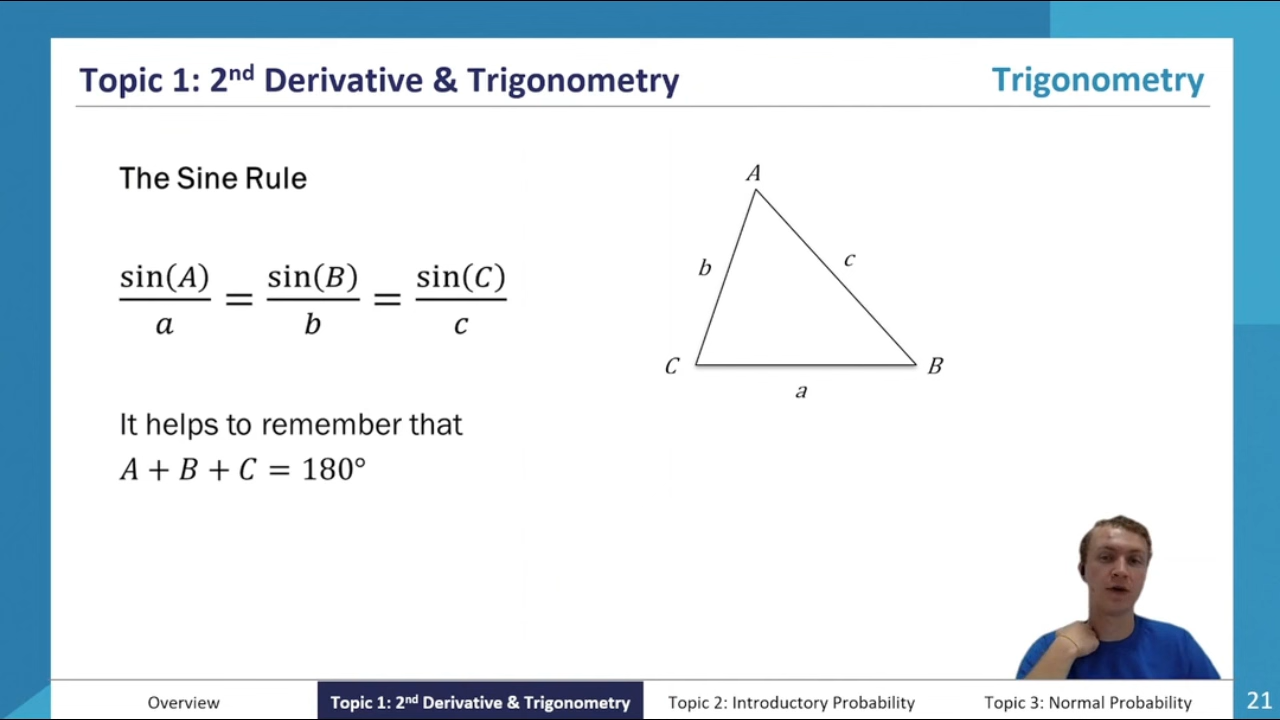 Topic 1: 2nd Derivative & Trigonometry
Trigonometry
The Sine Rule
sin(A)/a = sin(B)/b = sin(C)/c
It helps to remember that
A + B + C = 180°
A
b
c
C
B
a
Overview
Topic 1: 2nd Derivative & Trigonometry
Topic 2: Introductory Probability
Topic 3: Normal Probability
21